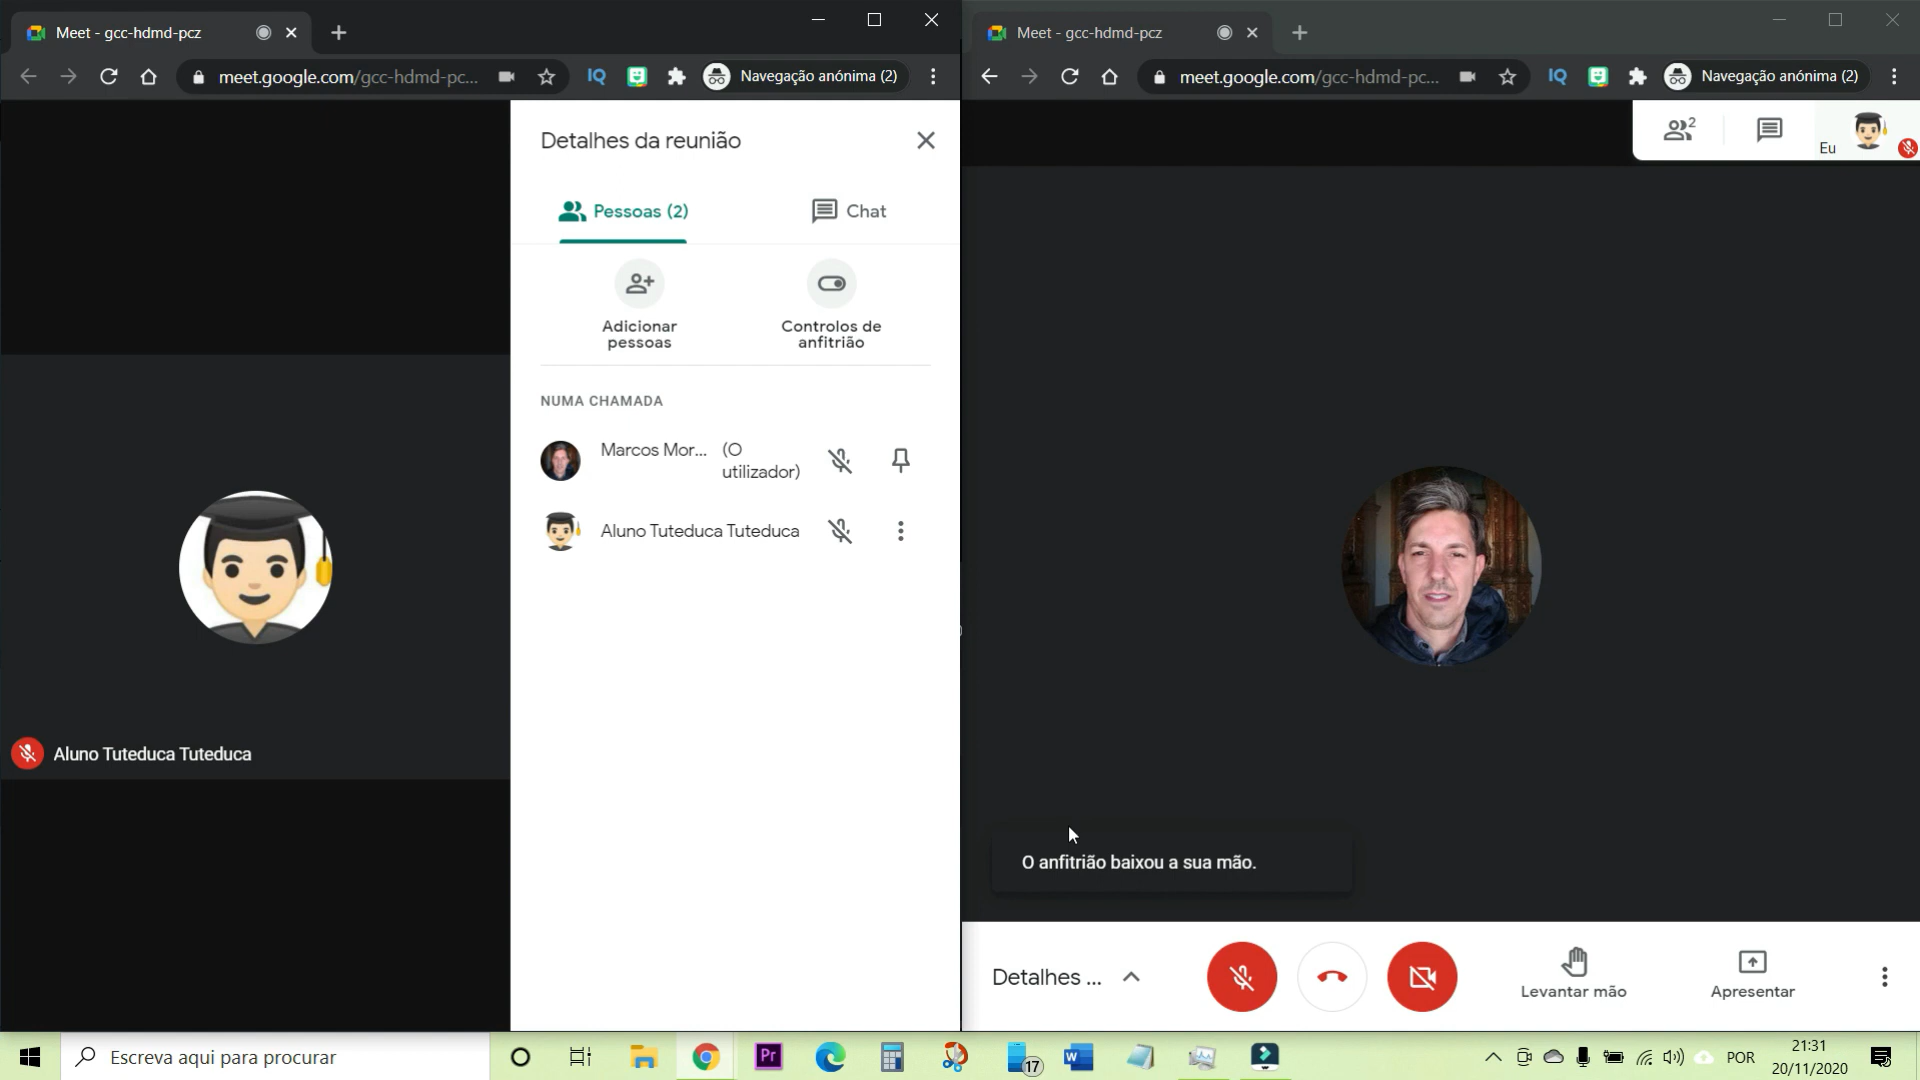 Meet - gcc-hdmd-pcz
meet.google.com/gcc-hdmd-pc...
IQ
Navegação anónima (2)
Detalhes da reunião
Pessoas (2)
Chat
Adicionar
pessoas
Controlos de
anfitrião
NUMA CHAMADA
Marcos Mor...
(O
utilizador)
Aluno Tuteduca Tuteduca
Aluno Tuteduca Tuteduca
Meet - gcc-hdmd-pcz
meet.google.com/gcc-hdmd-pc...
IQ
Navegação anónima (2)
2
Eu
O anfitrião baixou a sua mão.
Detalhes ...
Levantar mão
Apresentar
Escreva aqui para procurar
Pr
17
W
POR
21:31
20/11/2020